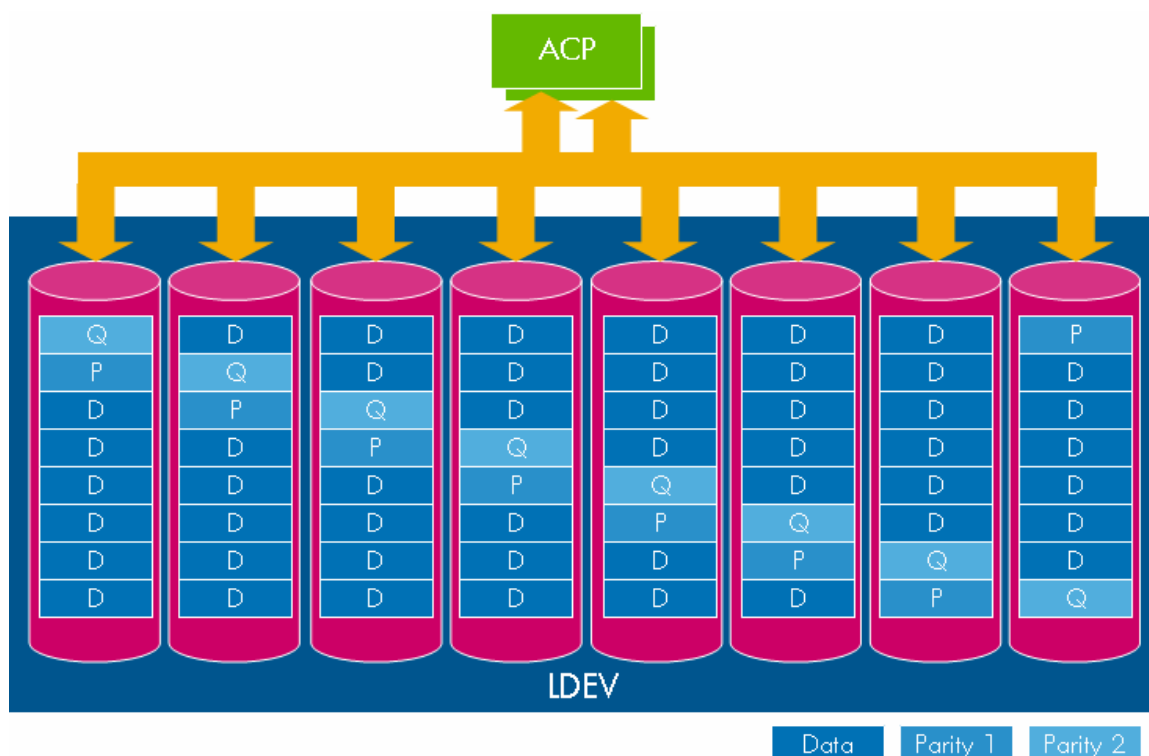 ACP
Q D D D D D D P
P Q D D D D D D
D P Q D D D D D
D D P Q D D D D
D D D P Q D D D
D D D D P Q D D
D D D D D P Q D
D D D D D D P Q
LDEV
Data Parity 1 Parity 2